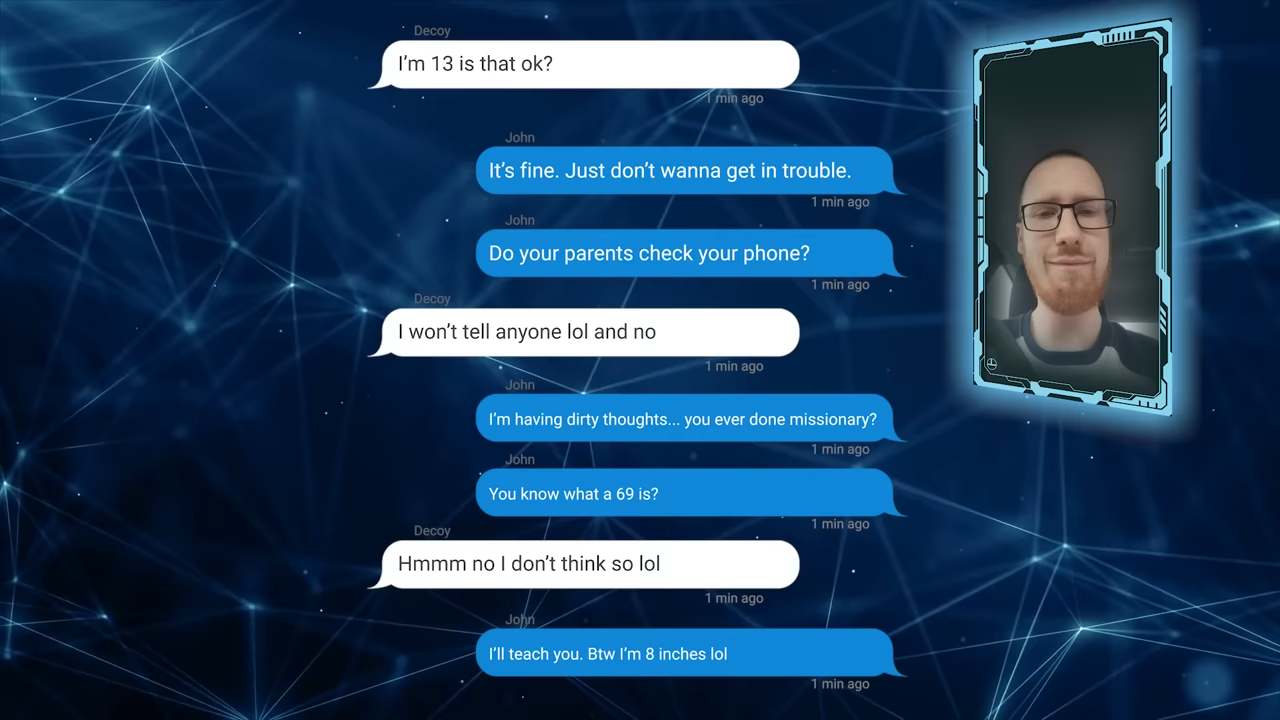 Decoy
I'm 13 is that ok?
1 min ago
John
It's fine. Just don't wanna get in trouble.
1 min ago
John
Do your parents check your phone?
1 min ago
Decoy
I won't tell anyone lol and no
1 min ago
John
I'm having dirty thoughts... you ever done missionary?
1 min ago
John
You know what a 69 is?
1 min ago
Decoy
Hmmm no I don't think so lol
1 min ago
John
I'll teach you. Btw I'm 8 inches lol
1 min ago